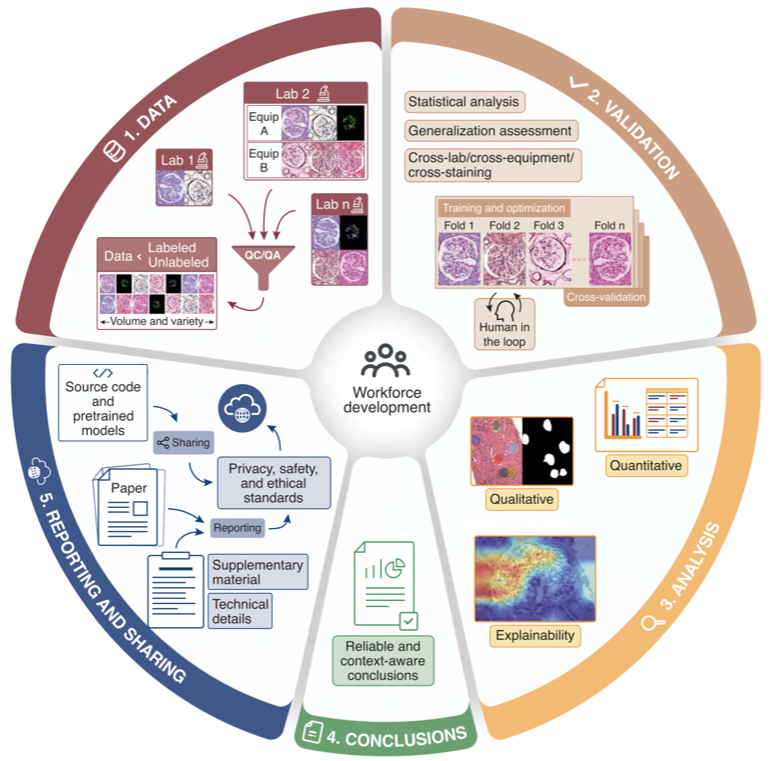 1. DATA
Lab 1
Lab 2
Equip
A
Equip
B
Lab n
QC/QA
Data < Labeled
Unlabeled
Volume and variety
2. VALIDATION
Statistical analysis
Generalization assessment
Cross-lab/cross-equipment/
cross-staining
Training and optimization
Fold 1 Fold 2 Fold 3 Fold n
Cross-validation
Human in
the loop
Workforce
development
3. ANALYSIS
Qualitative
Quantitative
Explainability
4. CONCLUSIONS
Reliable and
context-aware
conclusions
5. REPORTING AND SHARING
</>
Source code
and
pretrained
models
Sharing
Privacy, safety,
and ethical
standards
Paper
Reporting
Supplementary
material
Technical
details